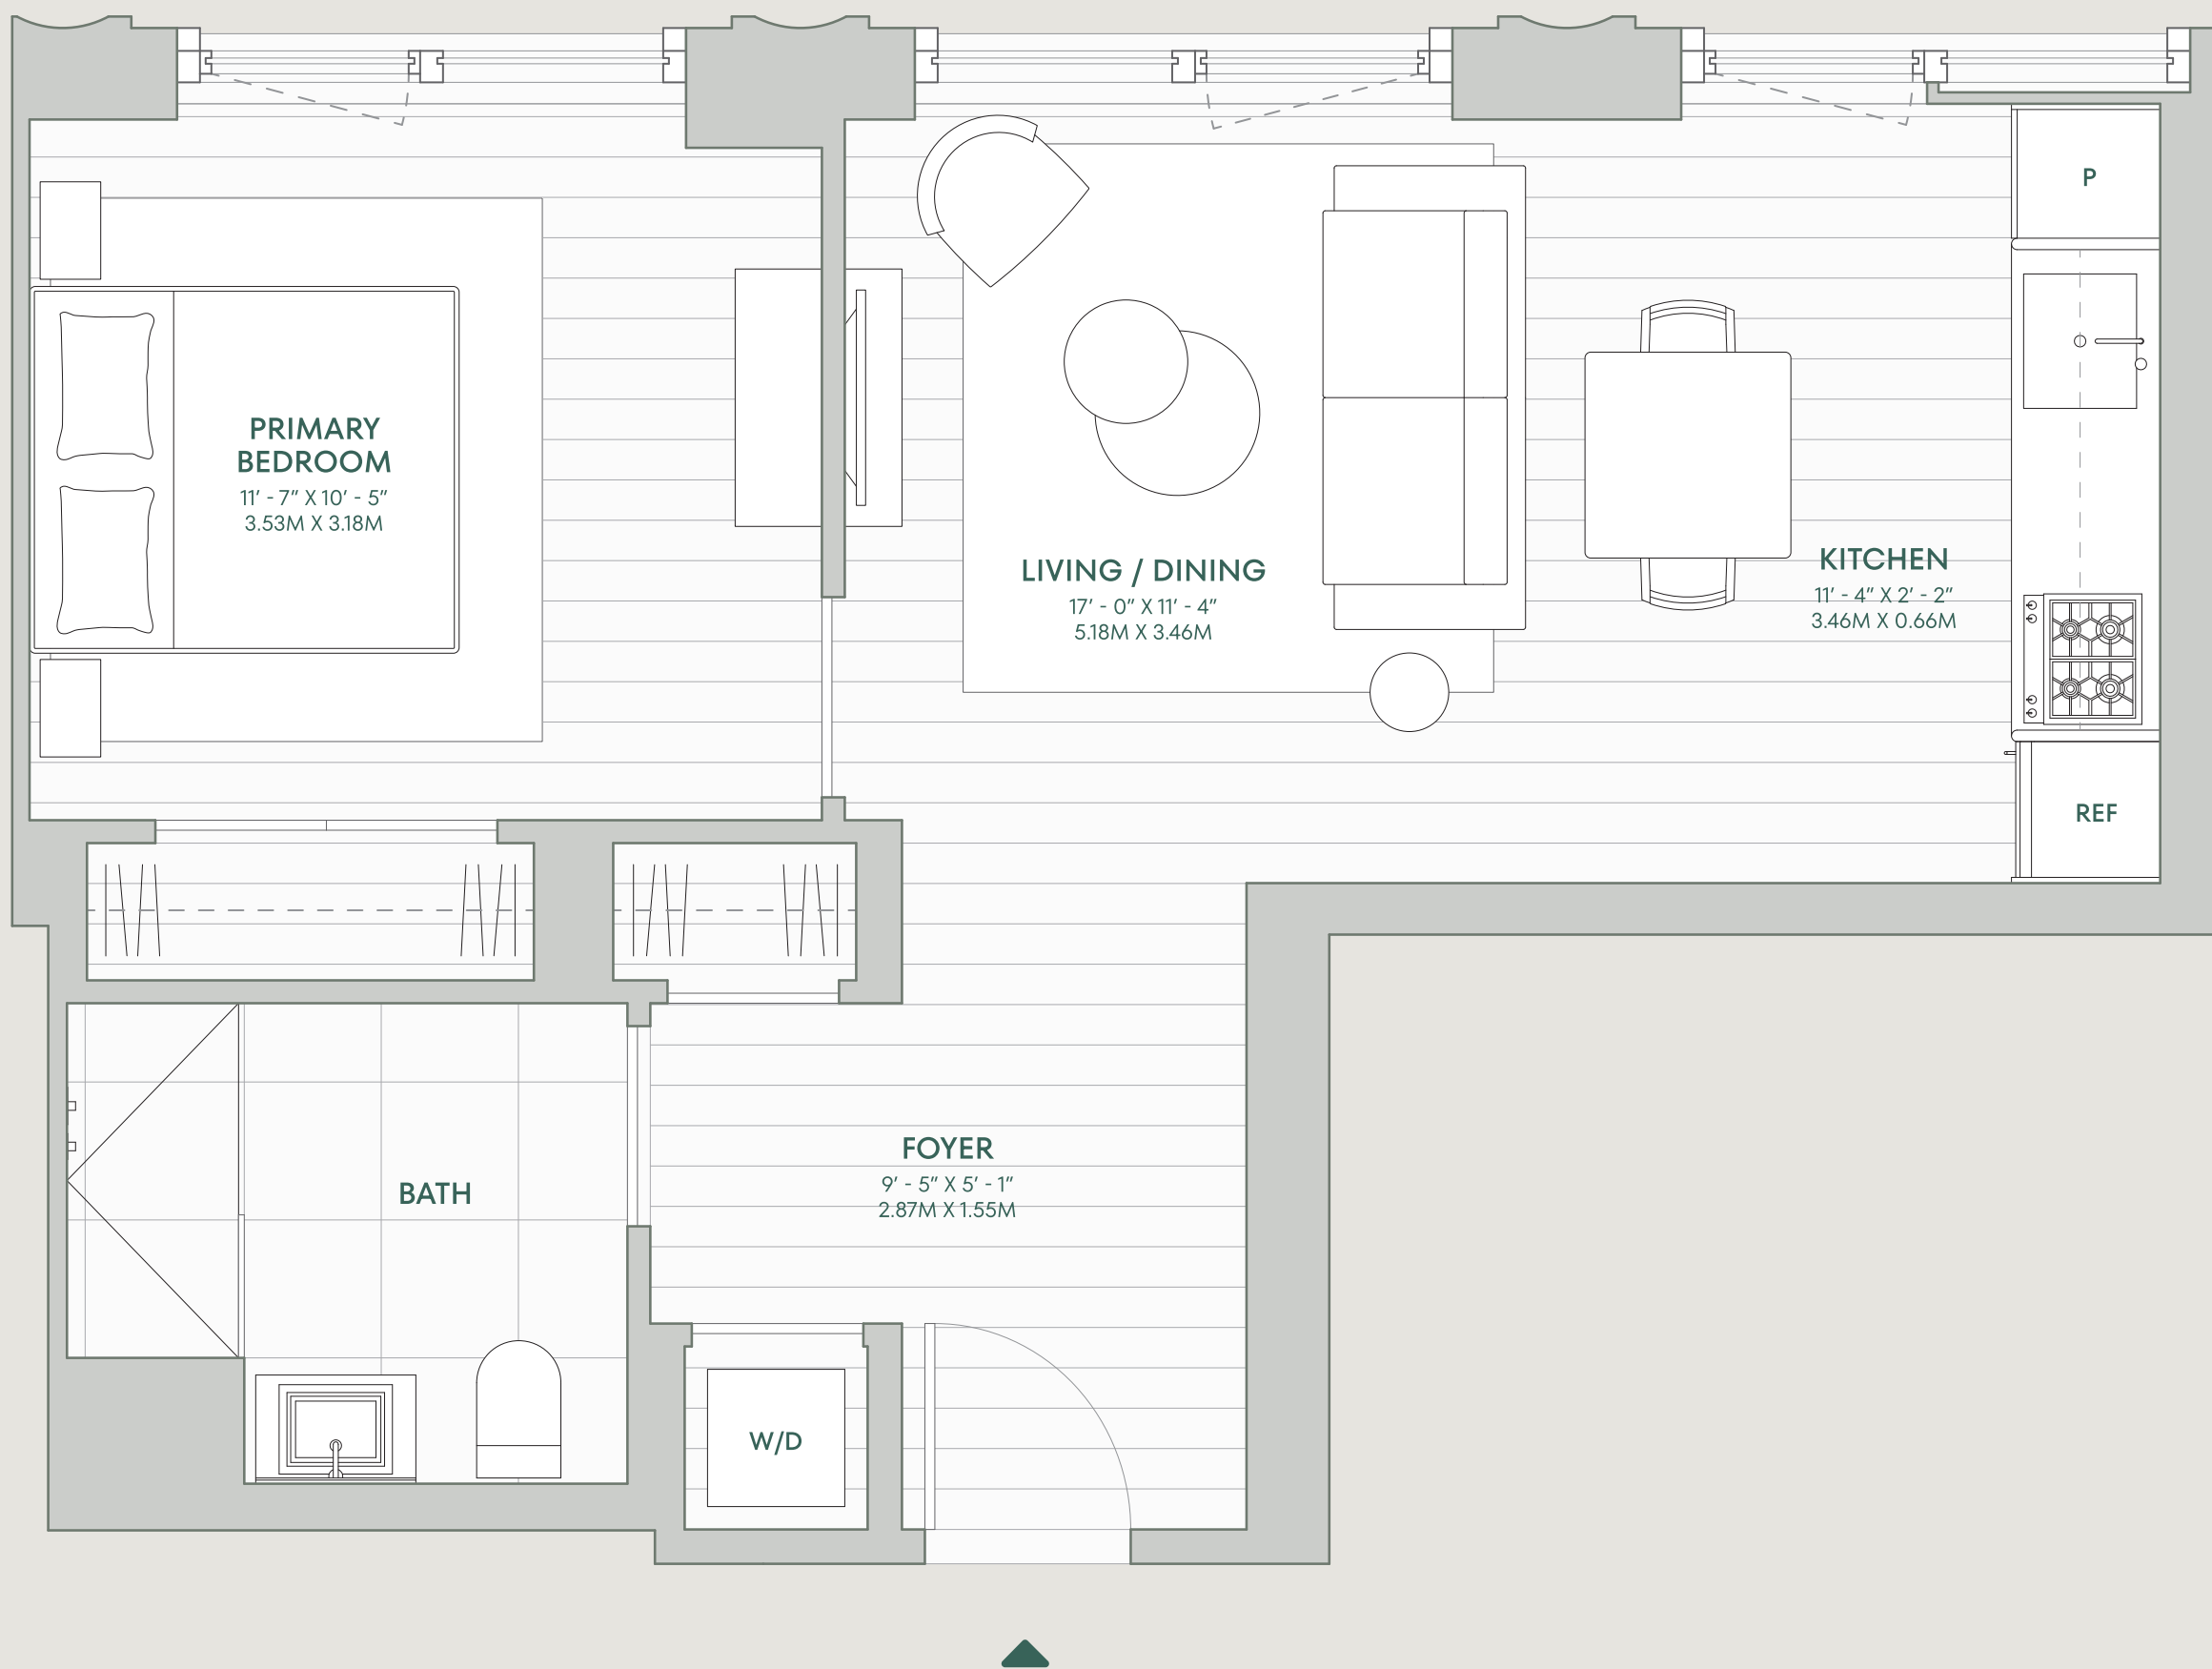 P
PRIMARY
BEDROOM
11′ - 7″ X 10′ - 5″
3.53M X 3.18M
LIVING / DINING
17′ - 0″ X 11′ - 4″
5.18M X 3.46M
KITCHEN
11′ - 4″ X 2′ - 2″
3.46M X 0.66M
REF
BATH
FOYER
9′ - 5″ X 5′ - 1″
2.87M X 1.55M
W/D